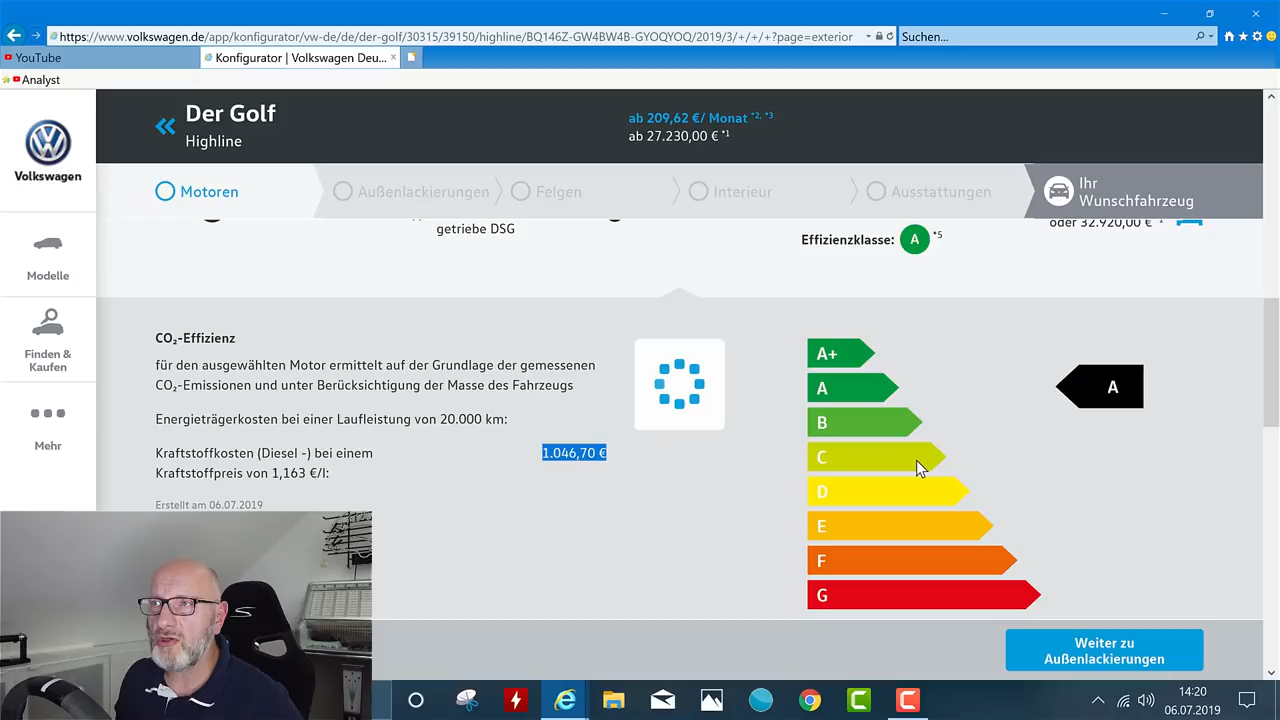 https://www.volkswagen.de/app/konfigurator/vw-de/de/der-golf/30315/39150/highline/BQ146Z-GW4BW4B-GYOQYOQ/2019/3/+/+/+?page=exterior
Suchen...
YouTube
Konfigurator | Volkswagen Deu...
Analyst
Volkswagen
Modelle
Finden &
Kaufen
Mehr
Der Golf
Highline
ab 209,62 €/ Monat *2, *3
ab 27.230,00 € *1
Motoren
Außenlackierungen
Felgen
Interieur
Ausstattungen
Ihr
Wunschfahrzeug
getriebe DSG
Effizienzklasse: A *5
oder 32.920,00 €
CO₂-Effizienz
für den ausgewählten Motor ermittelt auf der Grundlage der gemessenen
CO₂-Emissionen und unter Berücksichtigung der Masse des Fahrzeugs
Energieträgerkosten bei einer Laufleistung von 20.000 km:
Kraftstoffkosten (Diesel -) bei einem
Kraftstoffpreis von 1,163 €/l:
1.046,70 €
Erstellt am 06.07.2019
A+
A
B
C
D
E
F
G
A
Weiter zu
Außenlackierungen
S
14:20
06.07.2019